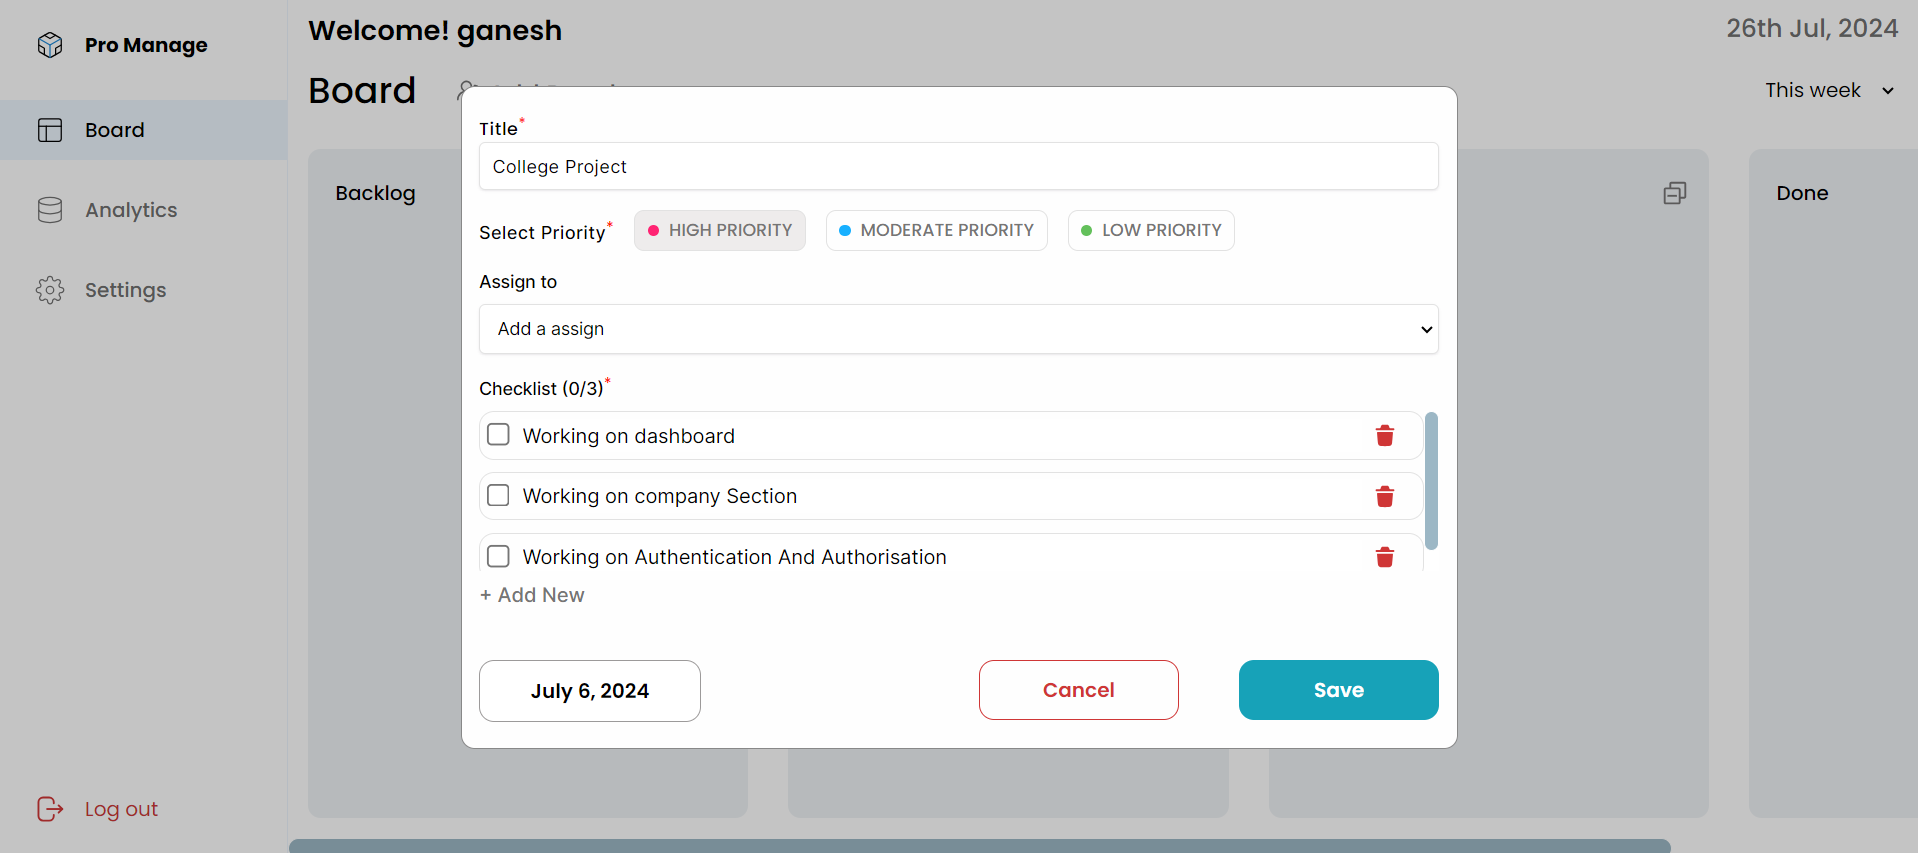 Pro Manage
Board
Analytics
Settings
Log out
Welcome! ganesh
26th Jul, 2024
Board
This week
Backlog
Done
Title*
College Project
Select Priority*
HIGH PRIORITY
MODERATE PRIORITY
LOW PRIORITY
Assign to
Add a assign
Checklist (0/3)*
Working on dashboard
Working on company Section
Working on Authentication And Authorisation
+ Add New
July 6, 2024
Cancel
Save